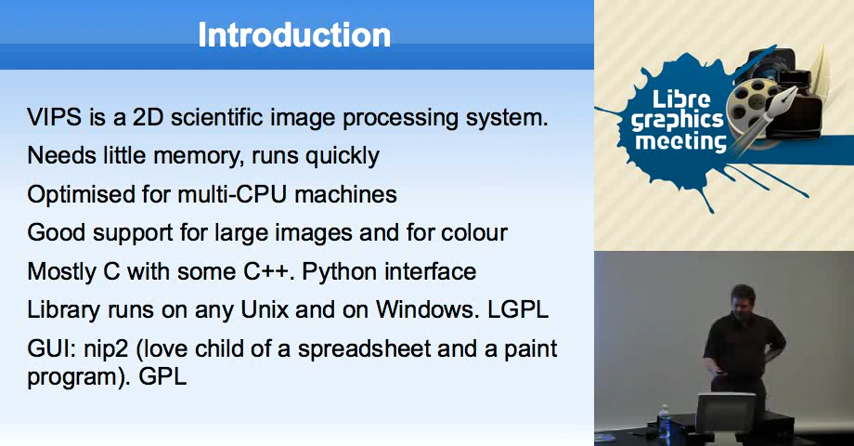 Introduction
VIPS is a 2D scientific image processing system.
Needs little memory, runs quickly
Optimised for multi-CPU machines
Good support for large images and for colour
Mostly C with some C++. Python interface
Library runs on any Unix and on Windows. LGPL
GUI: nip2 (love child of a spreadsheet and a paint
program). GPL
Libre
graphics
meeting